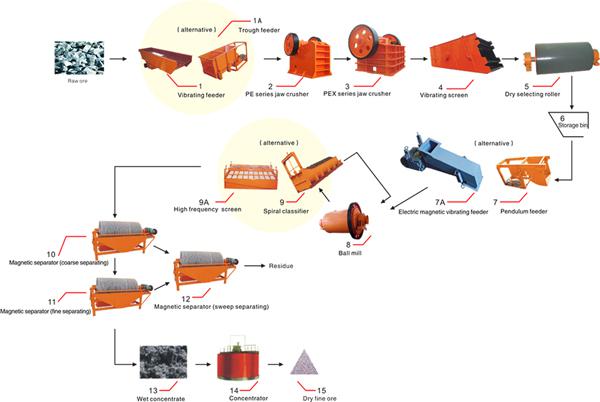 (alternative)
1A
Trough feeder
Raw ore
1
Vibrating feeder
2
PE series jaw crusher
3
PEX series jaw crusher
4
Vibrating screen
5
Dry selecting roller
6
Storage bin
(alternative)
7A
Electric magnetic vibrating feeder
7
Pendulum feeder
(alternative)
9A
High frequency screen
9
Spiral classifier
8
Ball mill
10
Magnetic separator (coarse separating)
11
Magnetic separator (fine separating)
12
Magnetic separator (sweep separating)
Residue
13
Wet concentrate
14
Concentrator
15
Dry fine ore